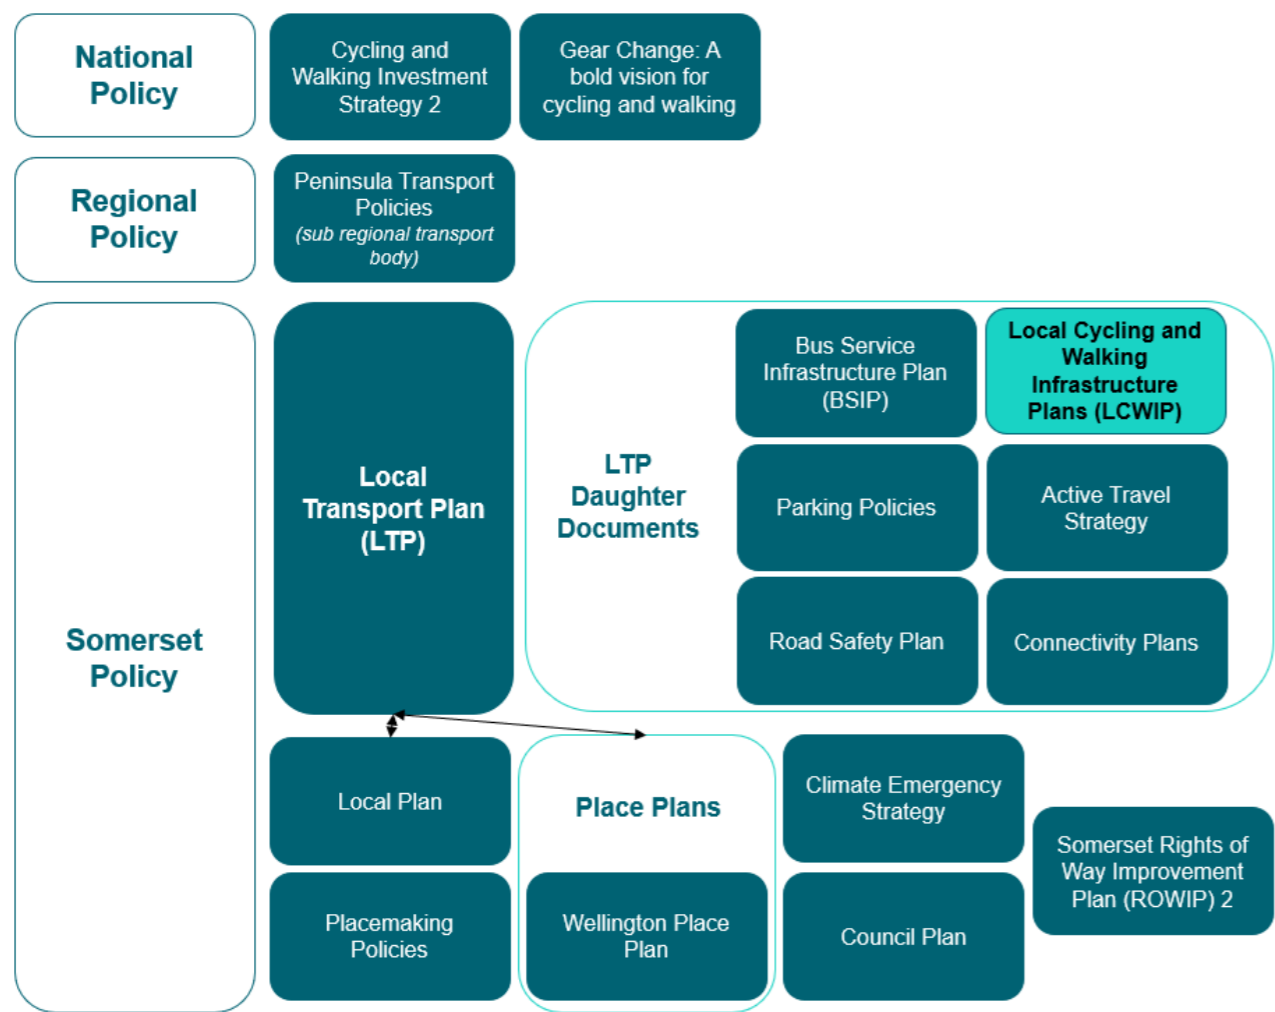 National
Policy
Cycling and
Walking Investment
Strategy 2
Gear Change: A
bold vision for
cycling and walking
Regional
Policy
Peninsula Transport
Policies
(sub regional transport
body)
Somerset
Policy
Local
Transport Plan
(LTP)
LTP
Daughter
Documents
Bus Service
Infrastructure Plan
(BSIP)
Local Cycling and
Walking
Infrastructure
Plans (LCWIP)
Parking Policies
Active Travel
Strategy
Road Safety Plan
Connectivity Plans
Local Plan
Place Plans
Climate Emergency
Strategy
Somerset Rights of
Way Improvement
Plan (ROWIP) 2
Placemaking
Policies
Wellington Place
Plan
Council Plan